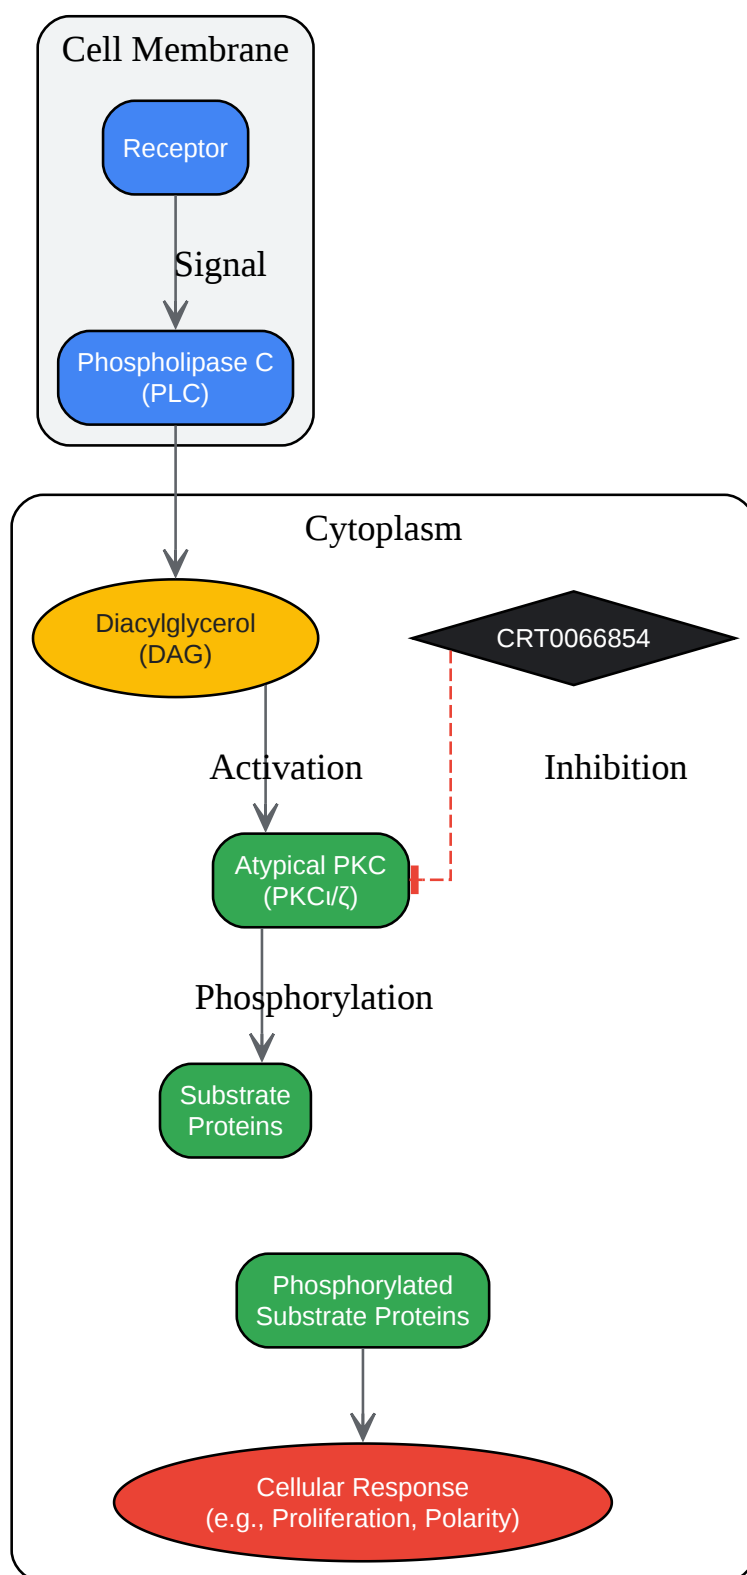 Cell Membrane
Receptor
Signal
Phospholipase C
(PLC)
Cytoplasm
Diacylglycerol
(DAG)
CRT0066854
Activation
Inhibition
Atypical PKC
(PKCι/ζ)
Phosphorylation
Substrate
Proteins
Phosphorylated
Substrate Proteins
Cellular Response
(e.g., Proliferation, Polarity)